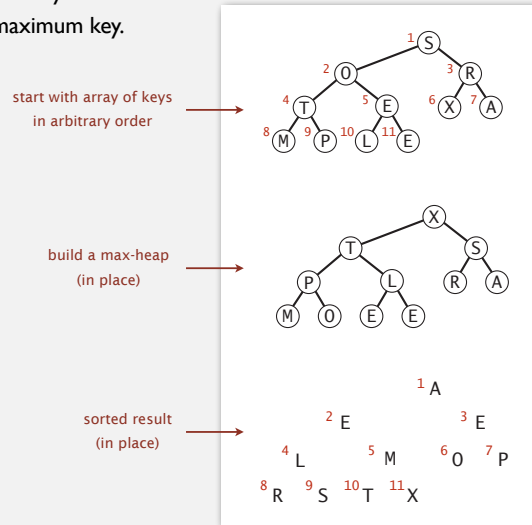 maximum key.
start with array of keys
in arbitrary order
1 S
2 O 3 R
4 T 5 E 6 X 7 A
8 M 9 P 10 L 11 E
build a max-heap
(in place)
X
T S
P L R A
M O E E
sorted result
(in place)
1 A
2 E 3 E
4 L 5 M 6 O 7 P
8 R 9 S 10 T 11 X